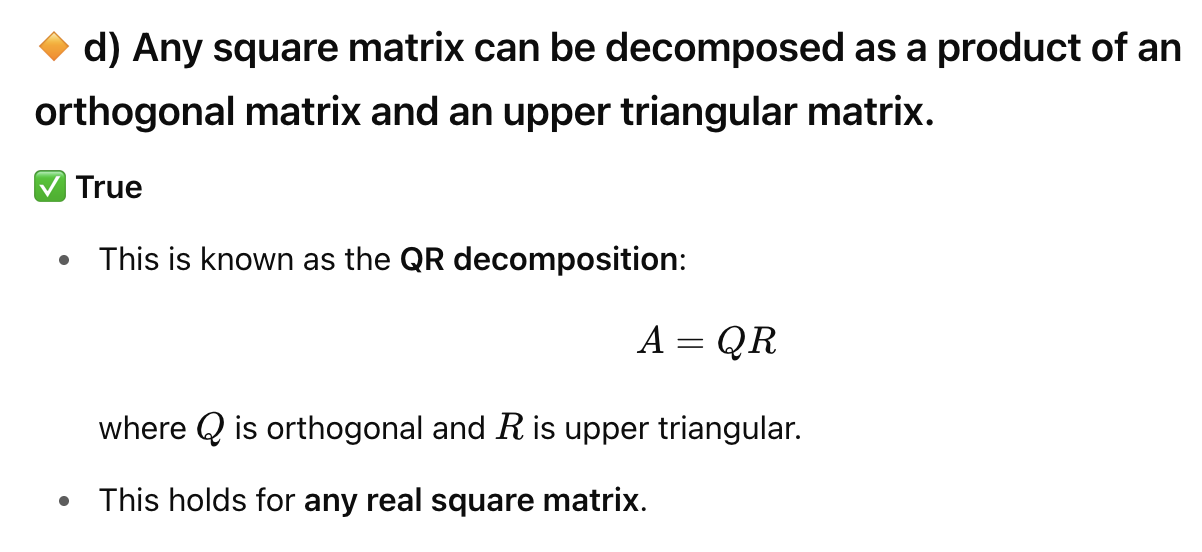 🔸 d) Any square matrix can be decomposed as a product of an
orthogonal matrix and an upper triangular matrix.
✅ True
• This is known as the QR decomposition:
A = QR
where Q is orthogonal and R is upper triangular.
• This holds for any real square matrix.